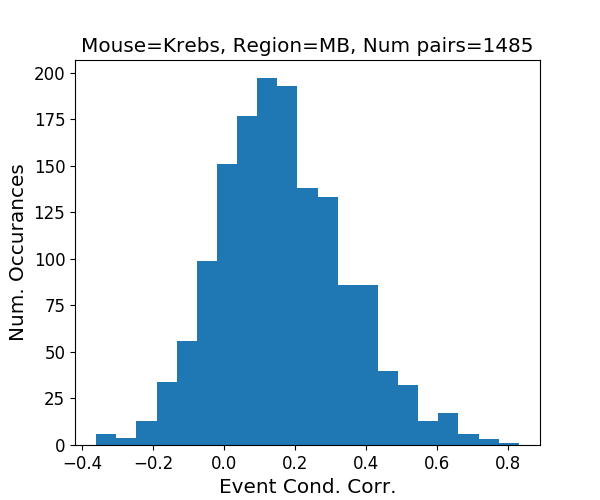 Mouse=Krebs, Region=MB, Num pairs=1485
Num. Occurances
200
175
150
125
100
75
50
25
0
−0.4 −0.2 0.0 0.2 0.4 0.6 0.8
Event Cond. Corr.